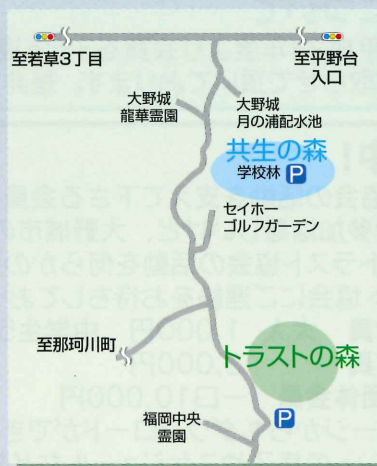 至若草3丁目
至平野台
入口
大野城
龍華霊園
大野城
月の浦配水池
共生の森
学校林 P
セイホー
ゴルフガーデン
至那珂川町
トラストの森
P
福岡中央
霊園